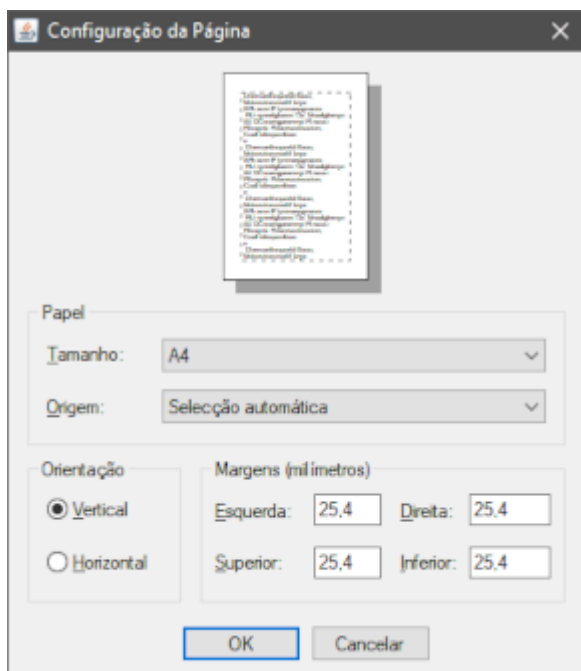 Configuração da Página
Papel
Tamanho: A4
Origem: Selecção automática
Orientação
Vertical
Horizontal
Margens (milímetros)
Esquerda: 25,4 Direita: 25,4
Superior: 25,4 Inferior: 25,4
OK Cancelar